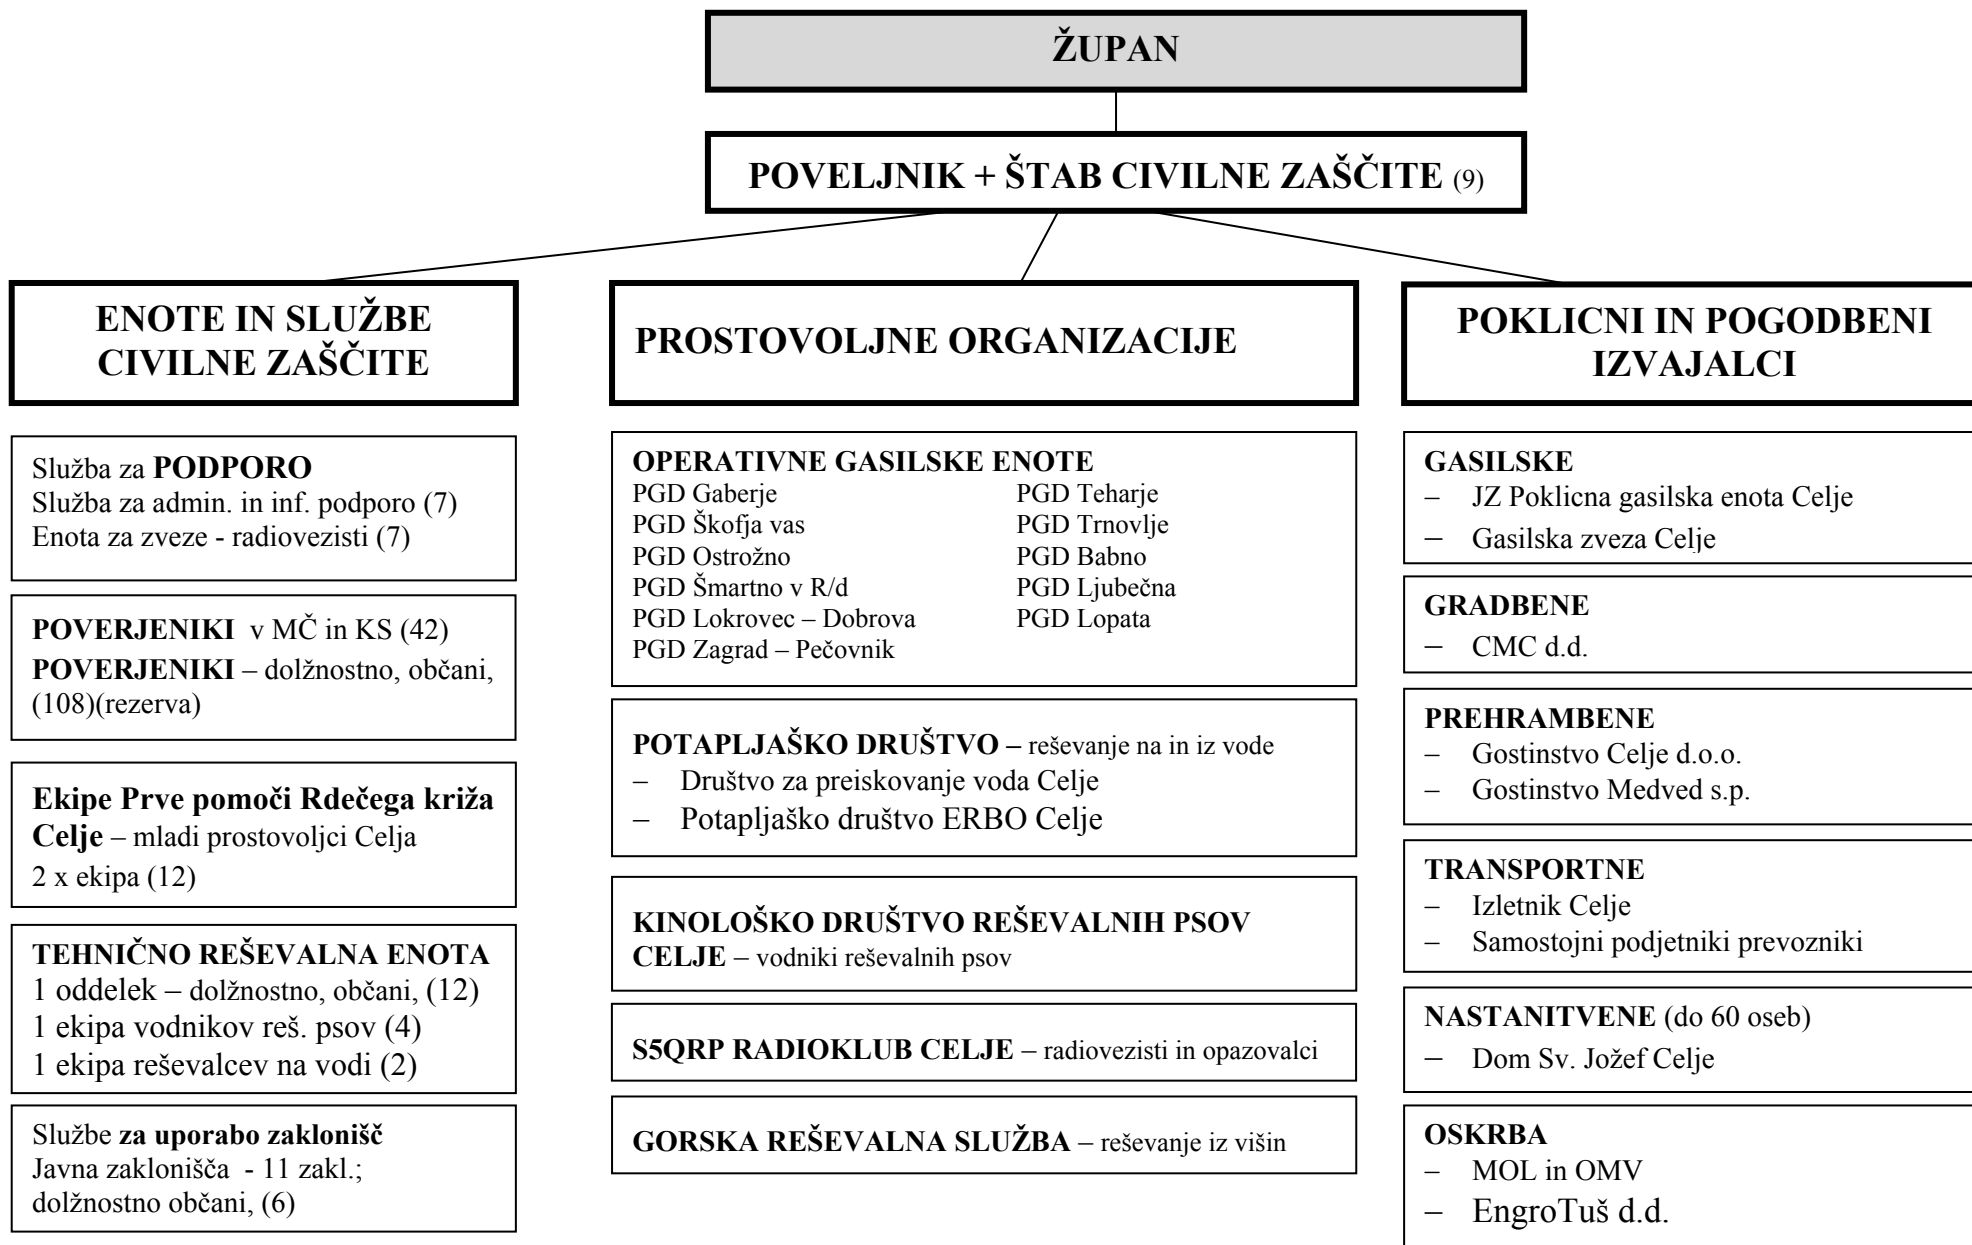 ŽUPAN
POVELJNIK + ŠTAB CIVILNE ZAŠČITE (9)
ENOTE IN SLUŽBE
CIVILNE ZAŠČITE
Služba za PODPORO
Služba za admin. in inf. podporo (7)
Enota za zveze - radiovezisti (7)
POVERJENIKI v MČ in KS (42)
POVERJENIKI – dolžnostno, občani,
(108)(rezerva)
Ekipe Prve pomoči Rdečega križa
Celje – mladi prostovoljci Celja
2 x ekipa (12)
TEHNIČNO REŠEVALNA ENOTA
1 oddelek – dolžnostno, občani, (12)
1 ekipa vodnikov reš. psov (4)
1 ekipa reševalcev na vodi (2)
Službe za uporabo zaklonišč
Javna zaklonišča - 11 zakl.;
dolžnostno občani, (6)
PROSTOVOLJNE ORGANIZACIJE
OPERATIVNE GASILSKE ENOTE
PGD Gaberje PGD Teharje
PGD Škofja vas PGD Trnovlje
PGD Ostrožno PGD Babno
PGD Šmartno v R/d PGD Ljubečna
PGD Lokrovec – Dobrova PGD Lopata
PGD Zagrad – Pečovnik
POTAPLJAŠKO DRUŠTVO – reševanje na in iz vode
– Društvo za preiskovanje voda Celje
– Potapljaško društvo ERBO Celje
KINOLOŠKO DRUŠTVO REŠEVALNIH PSOV
CELJE – vodniki reševalnih psov
S5QRP RADIOKLUB CELJE – radiovezisti in opazovalci
GORSKA REŠEVALNA SLUŽBA – reševanje iz višin
POKLICNI IN POGODBENI
IZVAJALCI
GASILSKE
– JZ Poklicna gasilska enota Celje
– Gasilska zveza Celje
GRADBENE
– CMC d.d.
PREHRAMBENE
– Gostinstvo Celje d.o.o.
– Gostinstvo Medved s.p.
TRANSPORTNE
– Izletnik Celje
– Samostojni podjetniki prevozniki
NASTANITVENE (do 60 oseb)
– Dom Sv. Jožef Celje
OSKRBA
– MOL in OMV
– EngroTuš d.d.